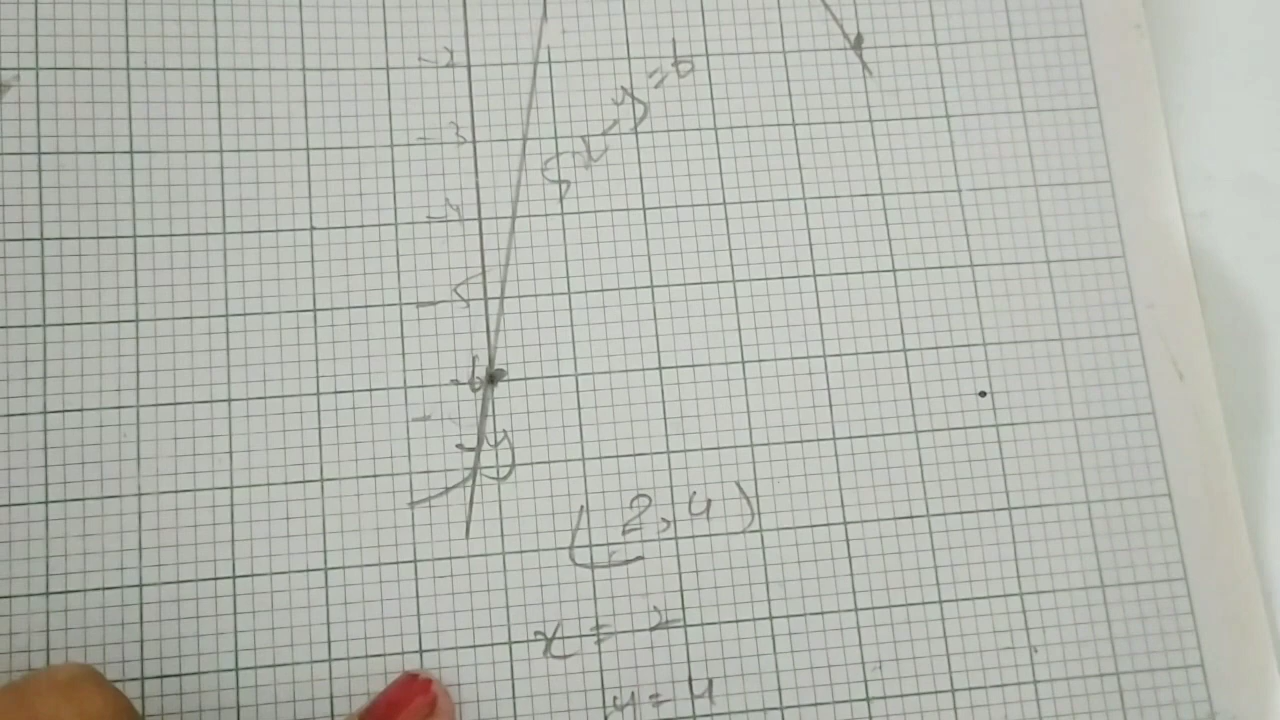 -2
5x-y=6
-3
-4
-5
-6
-y
(2,4)
x = 2
y = 4